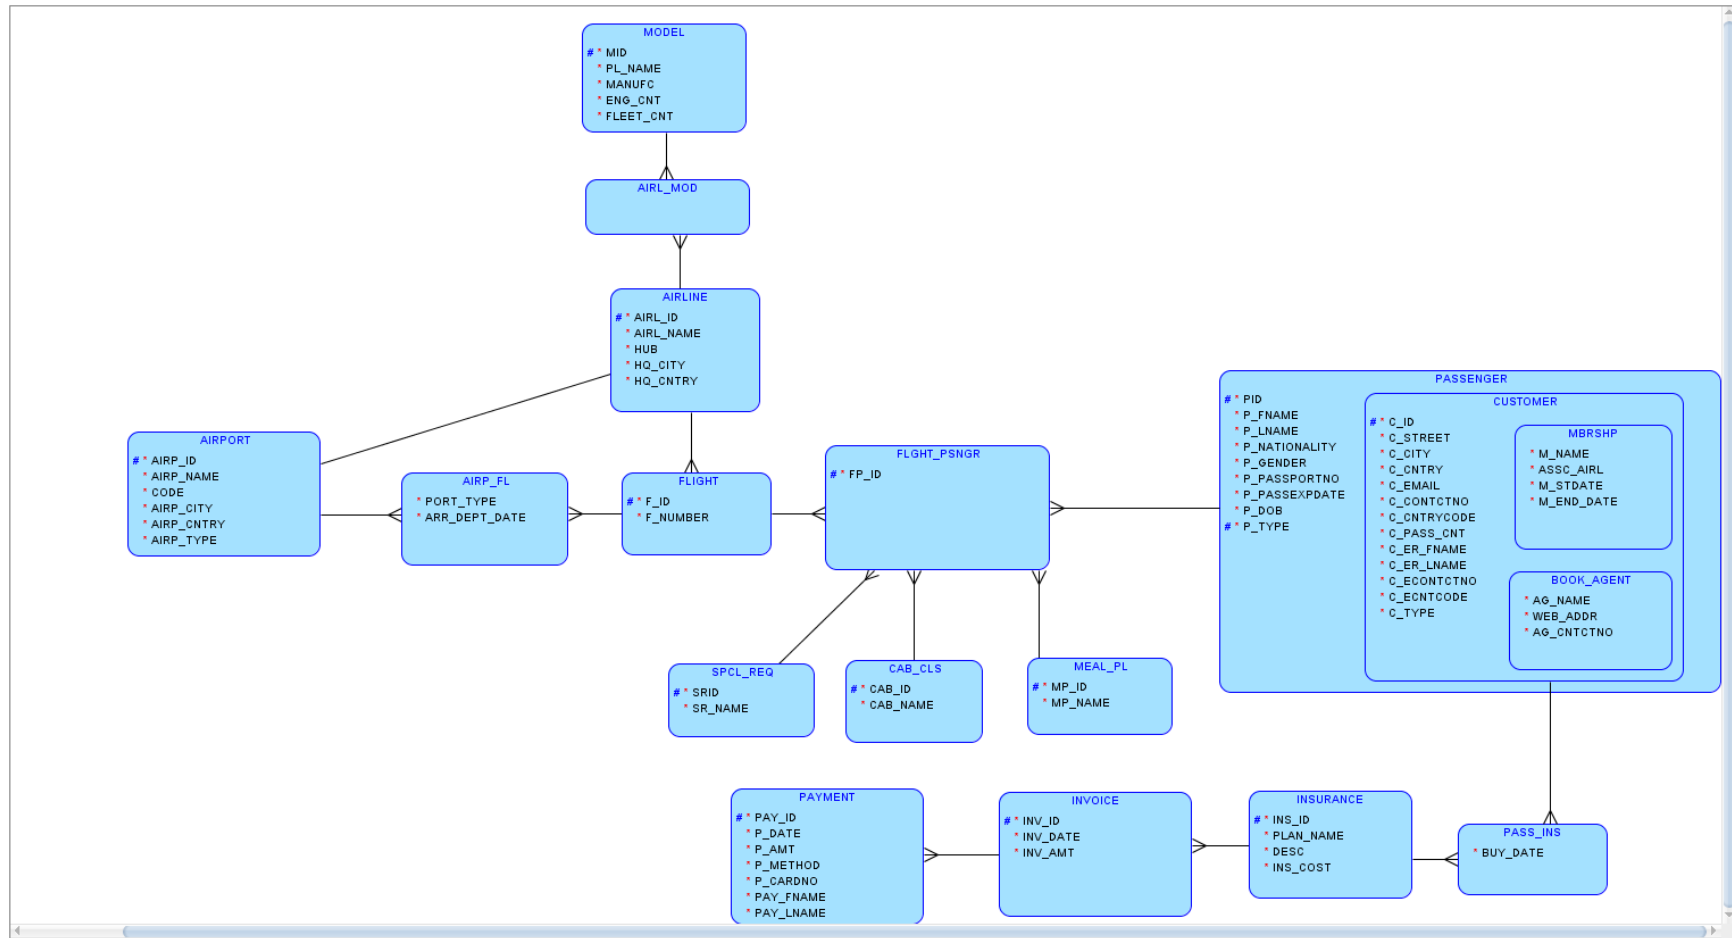 MODEL
# * MID
* PL_NAME
* MANUFC
* ENG_CNT
* FLEET_CNT
AIRL_MOD
AIRLINE
# * AIRL_ID
* AIRL_NAME
* HUB
* HQ_CITY
* HQ_CNTRY
AIRPORT
# * AIRP_ID
* AIRP_NAME
* CODE
* AIRP_CITY
* AIRP_CNTRY
* AIRP_TYPE
AIRP_FL
* PORT_TYPE
* ARR_DEPT_DATE
FLIGHT
# * F_ID
* F_NUMBER
FLGHT_PSNGR
# * FP_ID
PASSENGER
# * PID
* P_FNAME
* P_LNAME
* P_NATIONALITY
* P_GENDER
* P_PASSPORTNO
* P_PASSEXPDATE
* P_DOB
# * P_TYPE
CUSTOMER
# * C_ID
* C_STREET
* C_CITY
* C_CNTRY
* C_EMAIL
* C_CONTCTNO
* C_CNTRYCODE
* C_PASS_CNT
* C_ER_FNAME
* C_ER_LNAME
* C_ECONTCTNO
* C_ECNTCODE
* C_TYPE
MBRSHP
* M_NAME
* ASSC_AIRL
* M_STDATE
* M_END_DATE
BOOK_AGENT
* AG_NAME
* WEB_ADDR
* AG_CNTCTNO
SPCL_REQ
# * SRID
* SR_NAME
CAB_CLS
# * CAB_ID
* CAB_NAME
MEAL_PL
# * MP_ID
* MP_NAME
PAYMENT
# * PAY_ID
* P_DATE
* P_AMT
* P_METHOD
* P_CARDNO
* PAY_FNAME
* PAY_LNAME
INVOICE
# * INV_ID
* INV_DATE
* INV_AMT
INSURANCE
# * INS_ID
* PLAN_NAME
* DESC
* INS_COST
PASS_INS
* BUY_DATE